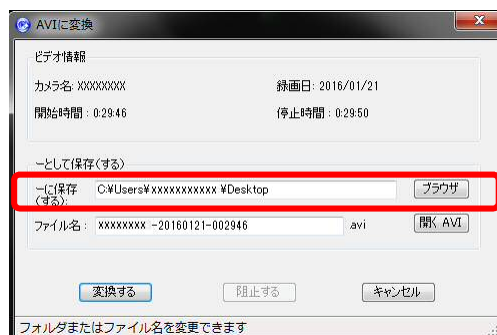 AVIに変換
ビデオ情報
カメラ名: XXXXXXXX 録画日: 2016/01/21
開始時間 : 0:29:46 停止時間 : 0:29:50
ーとして保存(する)
ーに保存(する): C:¥Users¥xxxxxxxxxxx ¥Desktop ブラウザ
ファイル名 : xxxxxxxx -20160121-002946 .avi 開く AVI
変換する 阻止する キャンセル
フォルダまたはファイル名を変更できます